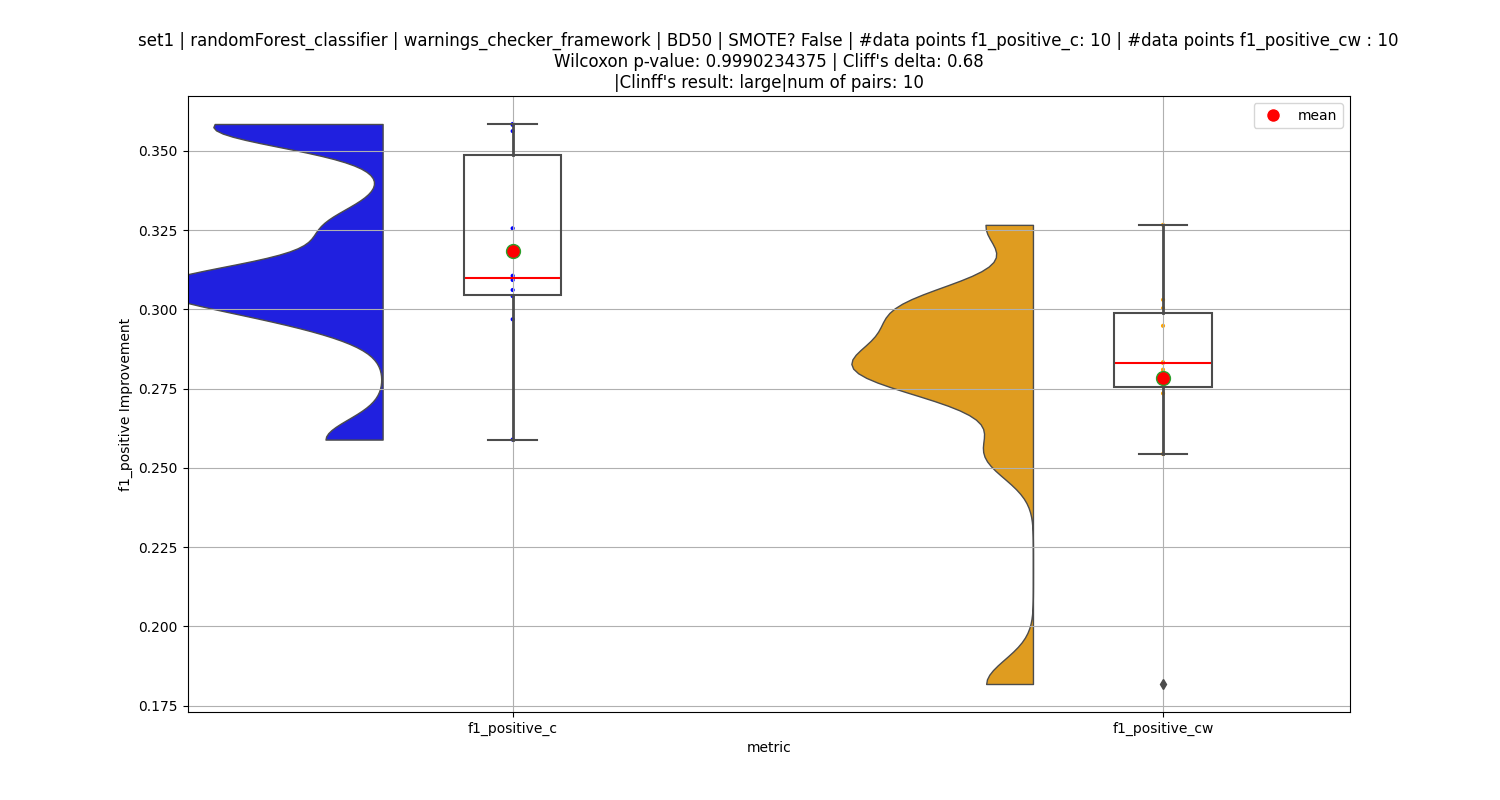 set1 | randomForest_classifier | warnings_checker_framework | BD50 | SMOTE? False | #data points f1_positive_c: 10 | #data points f1_positive_cw : 10
Wilcoxon p-value: 0.9990234375 | Cliff's delta: 0.68
|Clinff's result: large|num of pairs: 10
mean
0.350
0.325
0.300
0.275
0.250
0.225
0.200
0.175
f1_positive Improvement
f1_positive_c
f1_positive_cw
metric